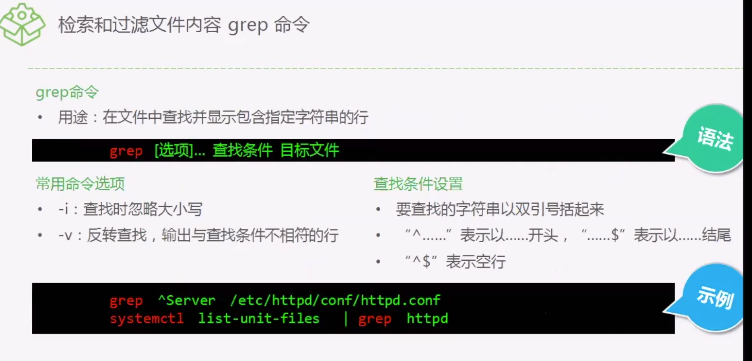 检索和过滤文件内容 grep 命令
grep命令
• 用途：在文件中查找并显示包含指定字符串的行
语法
grep [选项]... 查找条件 目标文件
常用命令选项
• -i：查找时忽略大小写
• -v：反转查找，输出与查找条件不相符的行
查找条件设置
• 要查找的字符串以双引号括起来
• “^……”表示以……开头，“……$”表示以……结尾
• “^$”表示空行
示例
grep ^Server /etc/httpd/conf/httpd.conf
systemctl list-unit-files | grep httpd